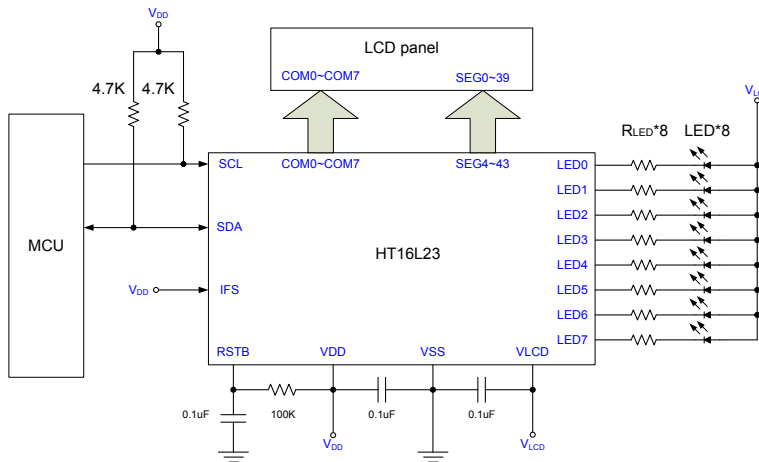 VDD
LCD panel
COM0~COM7
SEG0~39
4.7K
4.7K
RLED*8
LED*8
SCL
COM0~COM7
SEG4~43
LED0
LED1
LED2
LED3
LED4
LED5
LED6
LED7
MCU
SDA
HT16L23
VDD
IFS
RSTB
VDD
VSS
VLCD
0.1uF
100K
0.1uF
0.1uF
VDD
VLCD